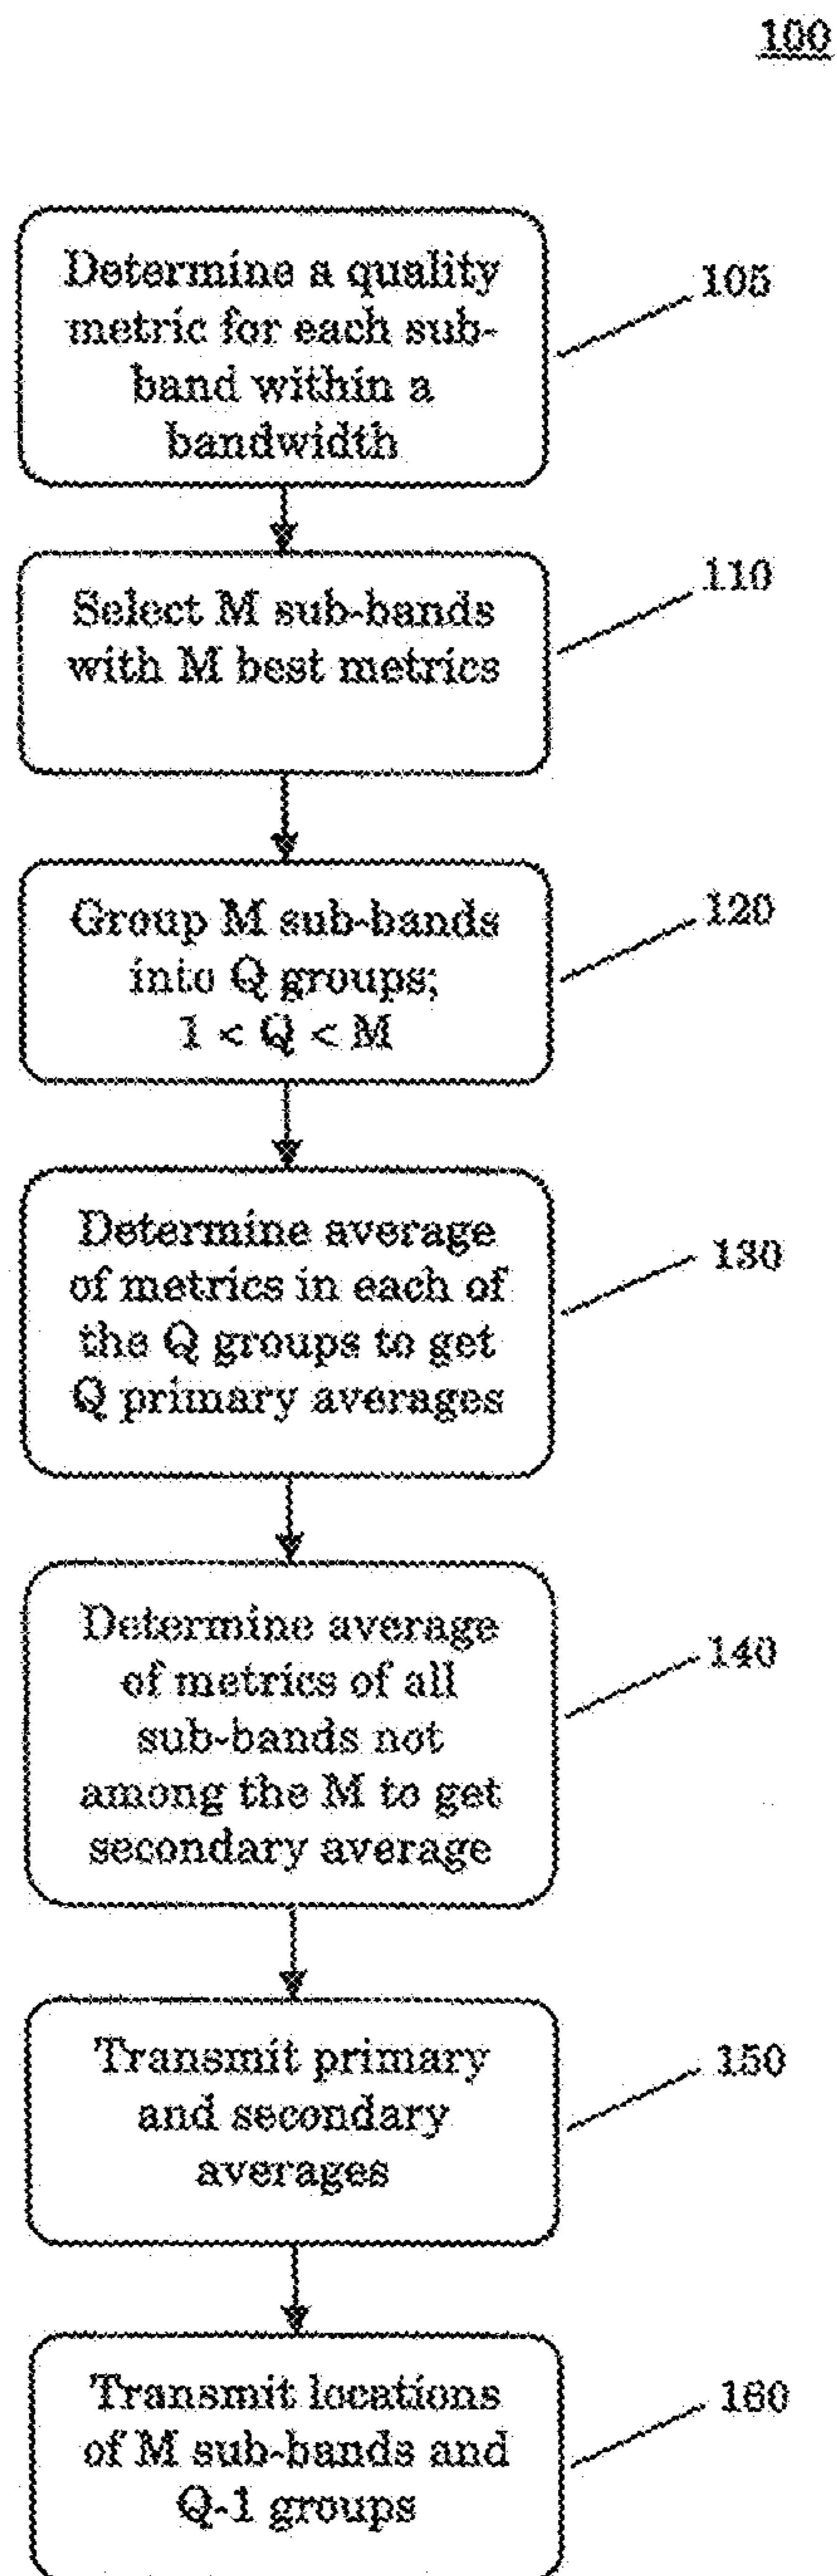 100
Determine a quality
metric for each sub-
band within a
bandwidth
105
Select M sub-bands
with M best metrics
110
Group M sub-bands
into Q groups;
1 < Q < M
120
Determine average
of metrics in each of
the Q groups to get
Q primary averages
130
Determine average
of metrics of all
sub-bands not
among the M to get
secondary average
140
Transmit primary
and secondary
averages
150
Transmit locations
of M sub-bands and
Q-1 groups
160